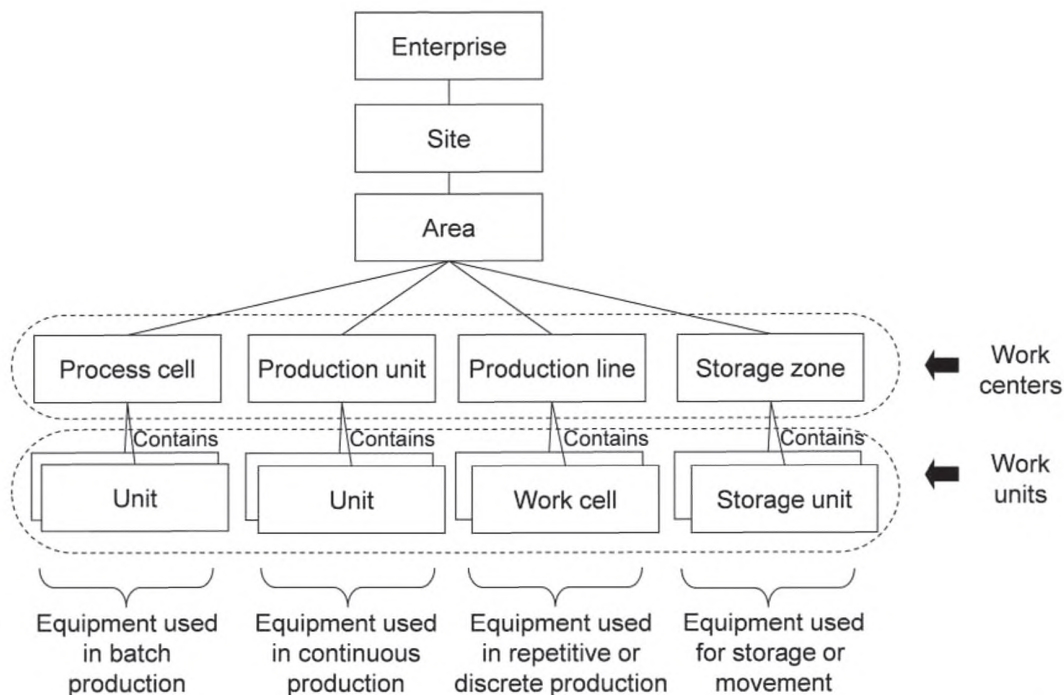 Enterprise
Site
Area
Process cell
Production unit
Production line
Storage zone
Work
centers
Contains
Contains
Contains
Contains
Unit
Unit
Work cell
Storage unit
Work
units
Equipment used
in batch
production
Equipment used
in continuous
production
Equipment used
in repetitive or
discrete production
Equipment used
for storage or
movement